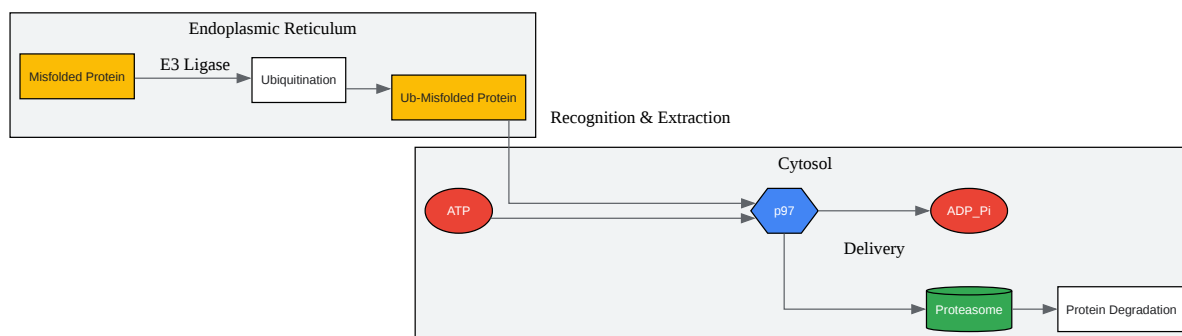 Endoplasmic Reticulum
Misfolded Protein
E3 Ligase
Ubiquitination
Ub-Misfolded Protein
Recognition & Extraction
Cytosol
ATP
p97
ADP_Pi
Delivery
Proteasome
Protein Degradation